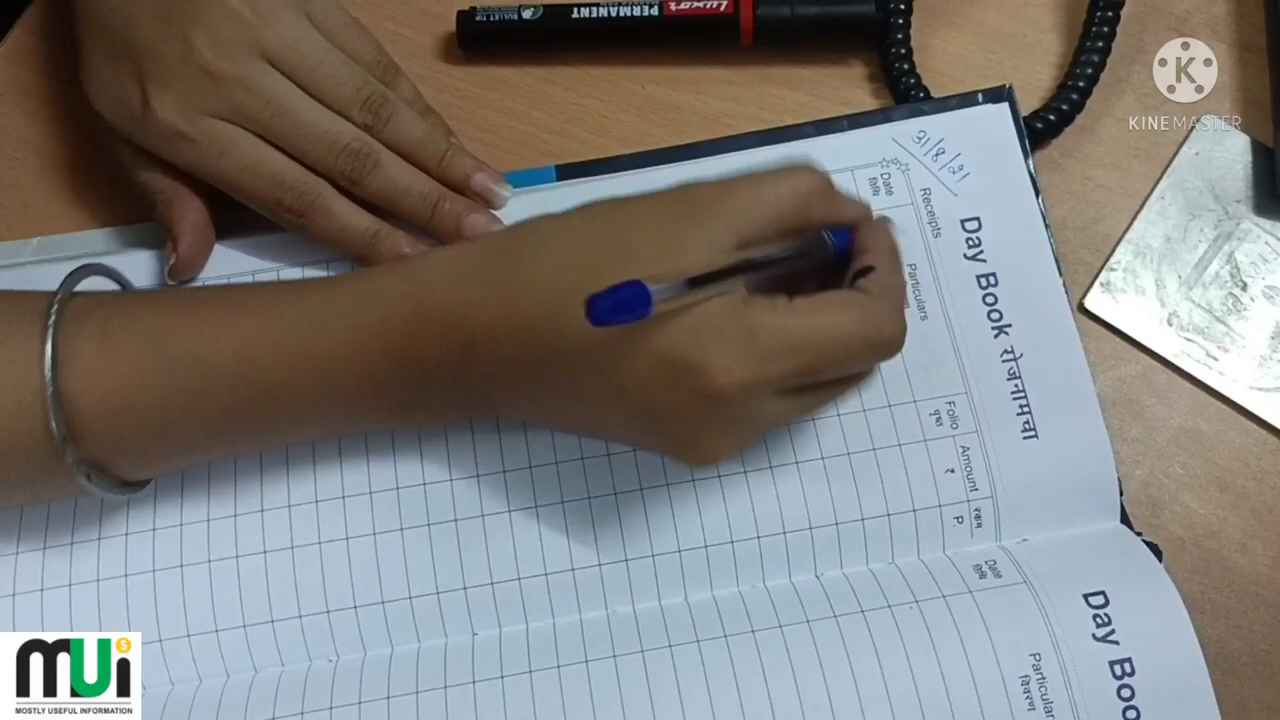 BULLET TIP
PERMANENT
Luxor
KINEMASTER
31/8/21
Day Book रोजनामचा
Receipts
Date
तिथि
Particulars
Folio
पृष्ठ
Amount
रकम
₹
P.
Day Boo
Date
तिथि
Particular
विवरण
MUi
MOSTLY USEFUL INFORMATION